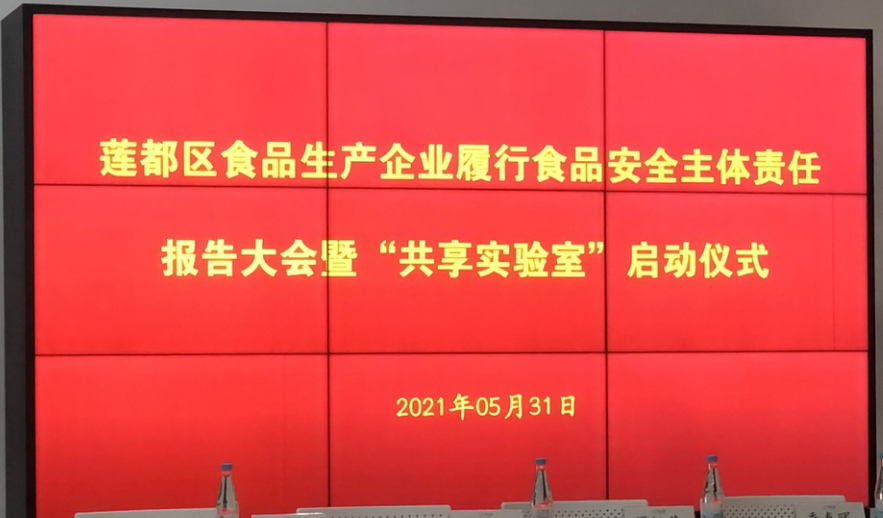 莲都区食品生产企业履行食品安全主体责任
报告大会暨“共享实验室”启动仪式
2021年05月31日